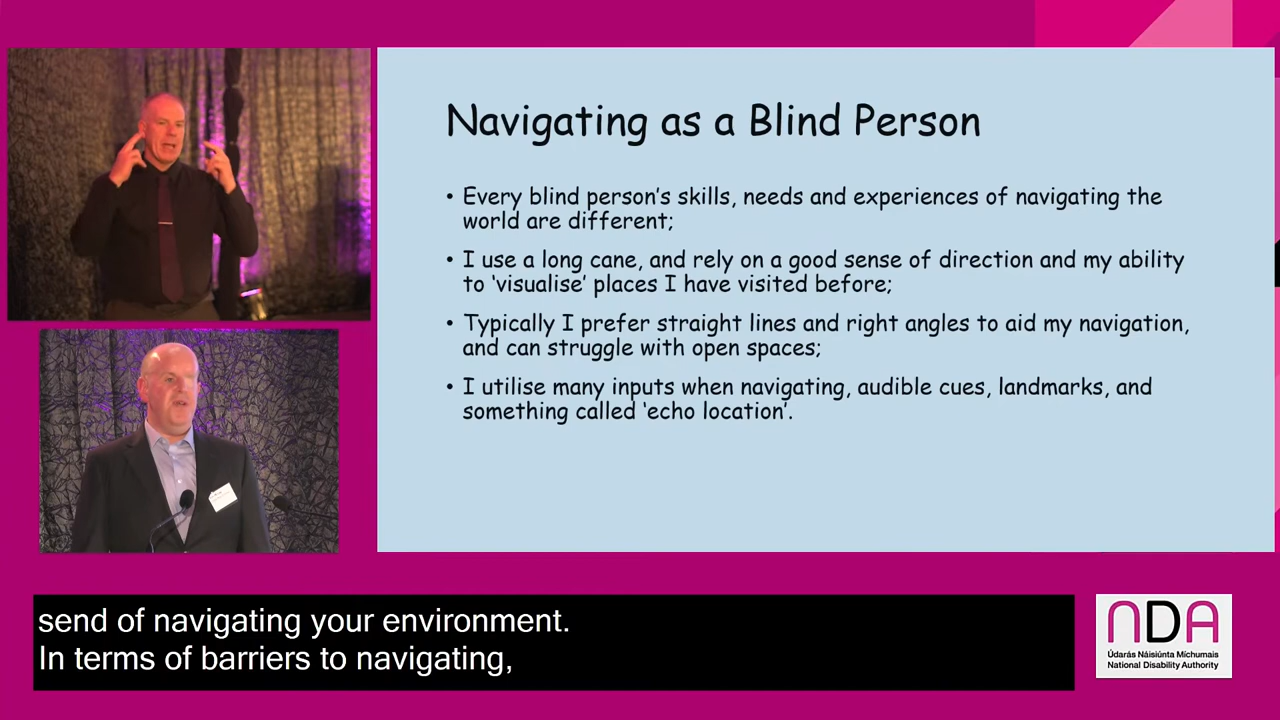 Navigating as a Blind Person
• Every blind person's skills, needs and experiences of navigating the
world are different;
• I use a long cane, and rely on a good sense of direction and my ability
to ‘visualise’ places I have visited before;
• Typically I prefer straight lines and right angles to aid my navigation,
and can struggle with open spaces;
• I utilise many inputs when navigating, audible cues, landmarks, and
something called ‘echo location’.
send of navigating your environment.
In terms of barriers to navigating,
NDA
Údarás Náisiúnta Míchumais
National Disability Authority